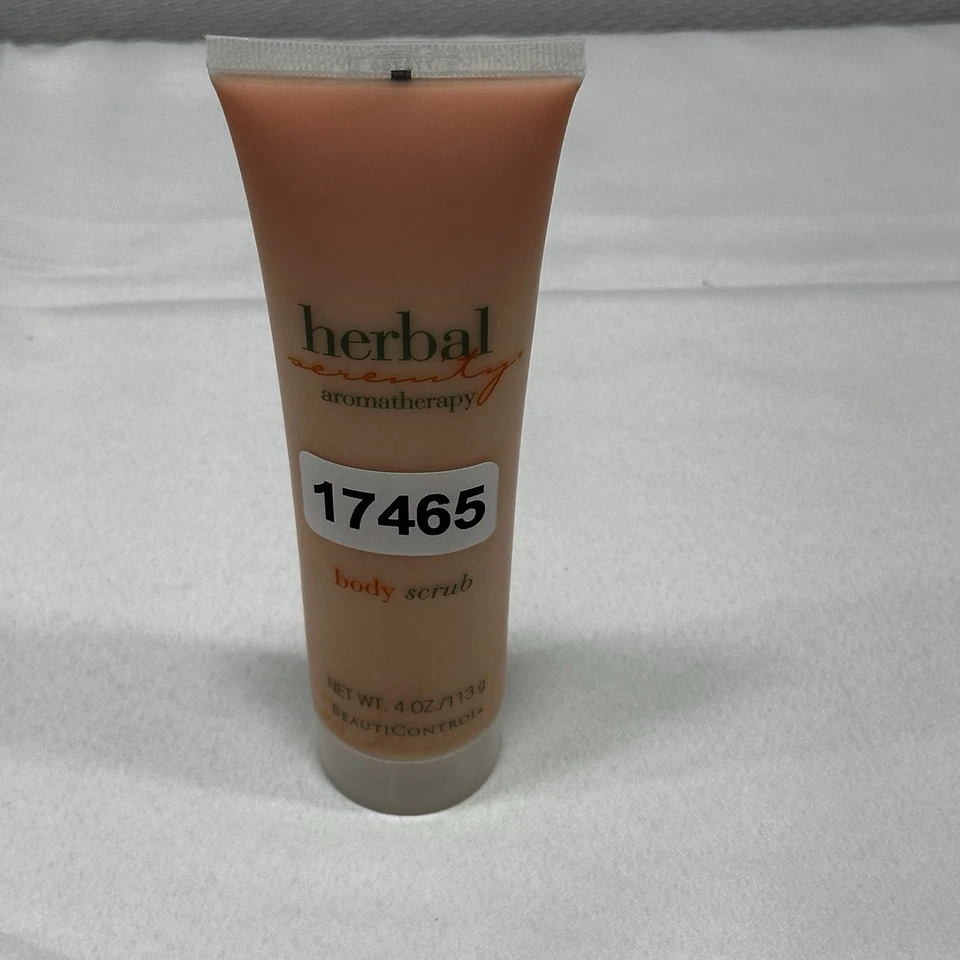 herbal
serenity
aromatherapy
17465
body scrub
NET WT. 4 OZ./113 g
BEAUTICONTROL®